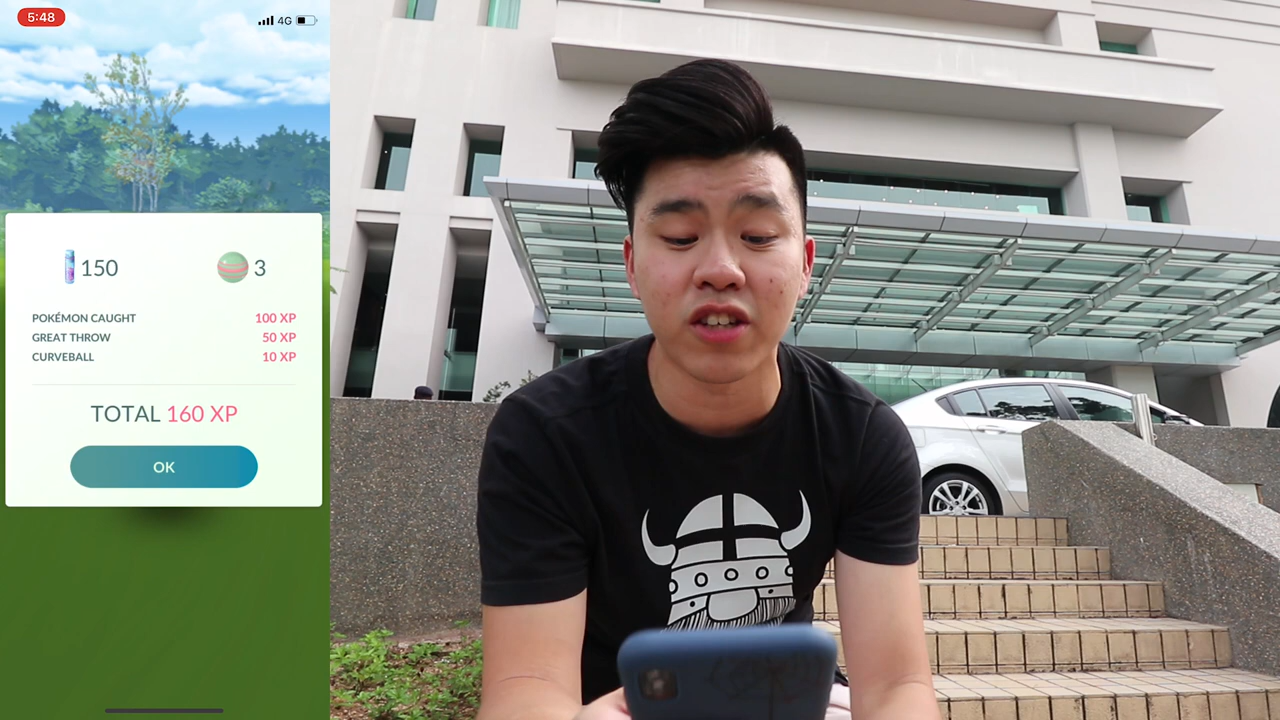 5:48
4G
150
3
POKÉMON CAUGHT 100 XP
GREAT THROW 50 XP
CURVEBALL 10 XP
TOTAL 160 XP
OK